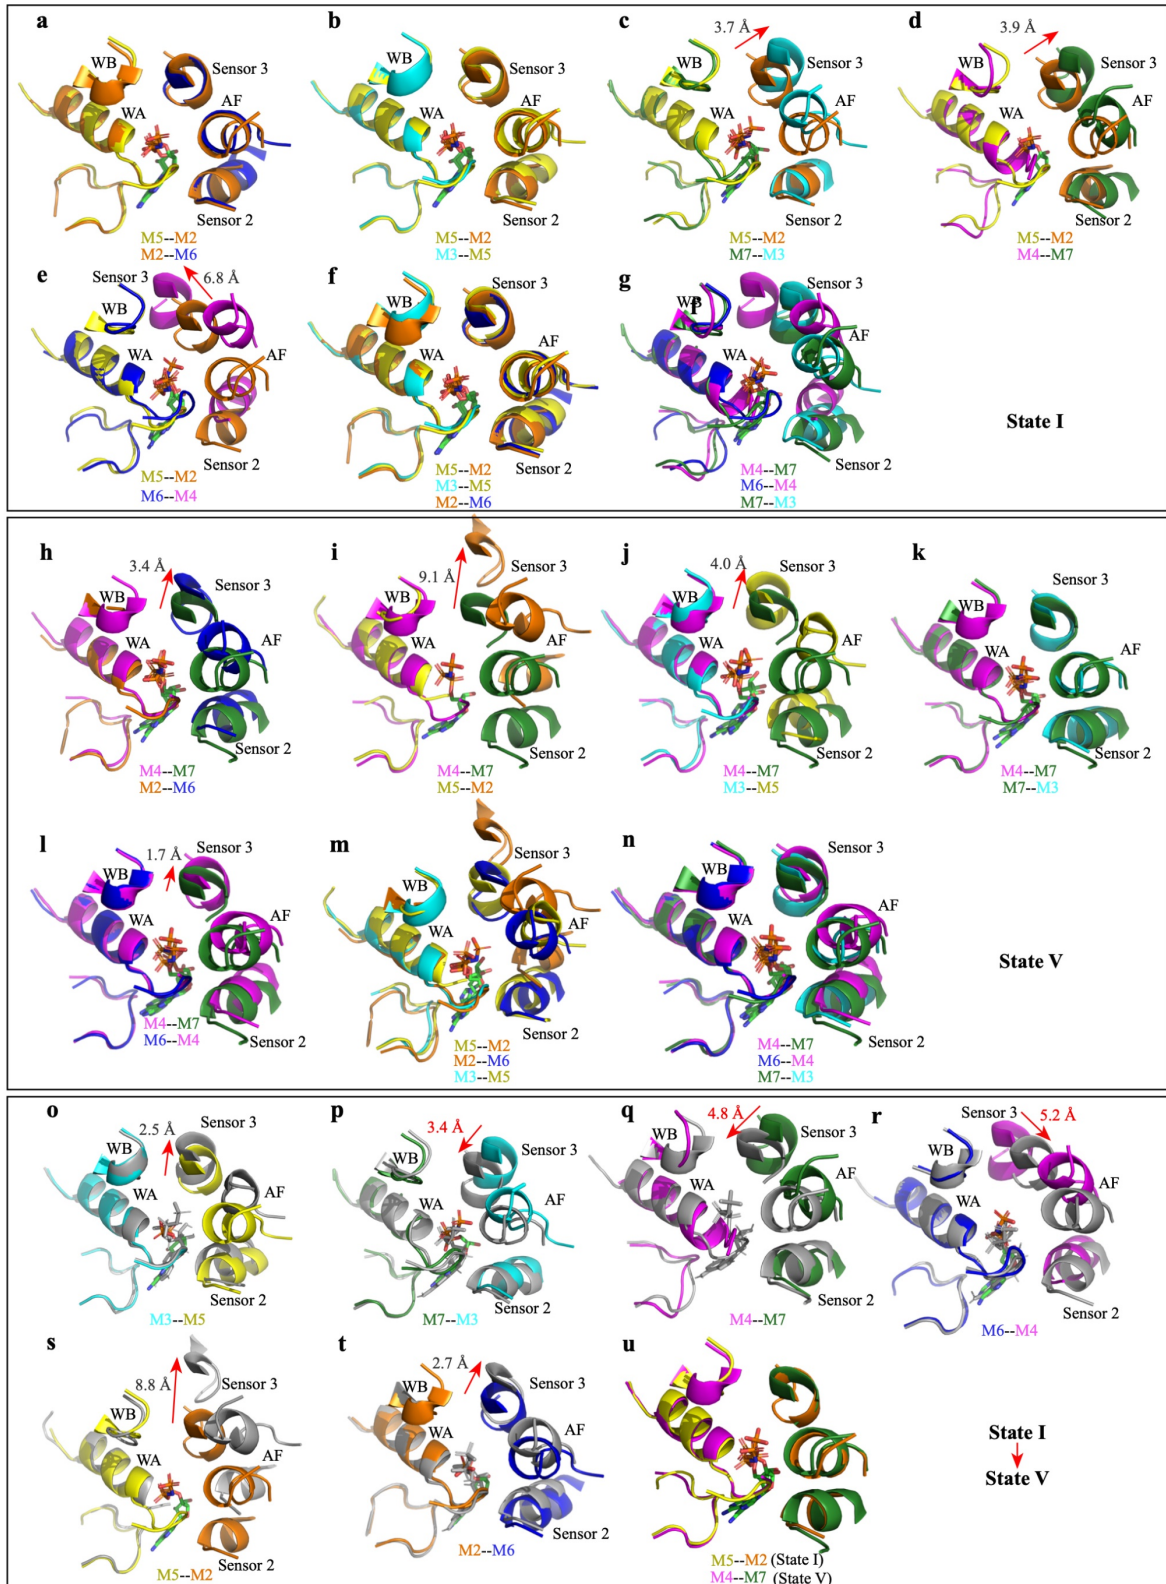 a
WB
Sensor 3
AF
WA
Sensor 2
M5--M2
M2--M6
b
WB
Sensor 3
AF
WA
Sensor 2
M5--M2
M3--M5
c
3.7 Å
WB
Sensor 3
AF
WA
Sensor 2
M5--M2
M7--M3
d
3.9 Å
WB
Sensor 3
AF
WA
Sensor 2
M5--M2
M4--M7
e
Sensor 3
6.8 Å
WB
WA
AF
Sensor 2
M5--M2
M6--M4
f
WB
Sensor 3
WA
AF
Sensor 2
M5--M2
M3--M5
M2--M6
g
WB
f
Sensor 3
WA
AF
Sensor 2
M4--M7
M6--M4
M7--M3
State I
h
3.4 Å
Sensor 3
WB
WA
AF
Sensor 2
M4--M7
M2--M6
i
9.1 Å
Sensor 3
WB
WA
AF
Sensor 2
M4--M7
M5--M2
j
4.0 Å
Sensor 3
WB
WA
AF
Sensor 2
M4--M7
M3--M5
k
Sensor 3
WB
WA
AF
Sensor 2
M4--M7
M7--M3
l
Sensor 3
1.7 Å
WB
WA
AF
M4--M7
M6--M4
Sensor 2
m
Sensor 3
WB
WA
AF
Sensor 2
M5--M2
M2--M6
M3--M5
n
Sensor 3
WB
WA
AF
Sensor 2
M4--M7
M6--M4
M7--M3
State V
o
2.5 Å
Sensor 3
WB
WA
AF
Sensor 2
M3--M5
p
3.4 Å
Sensor 3
WB
WA
AF
Sensor 2
M7--M3
q
4.8 Å
Sensor 3
WB
WA
AF
Sensor 2
M4--M7
r
Sensor 3
5.2 Å
WB
WA
AF
Sensor 2
M6--M4
s
8.8 Å
Sensor 3
WB
WA
AF
Sensor 2
M5--M2
t
2.7 Å
Sensor 3
WB
WA
AF
Sensor 2
M2--M6
u
M5--M2 (State I)
M4--M7 (State V)
State I
State V